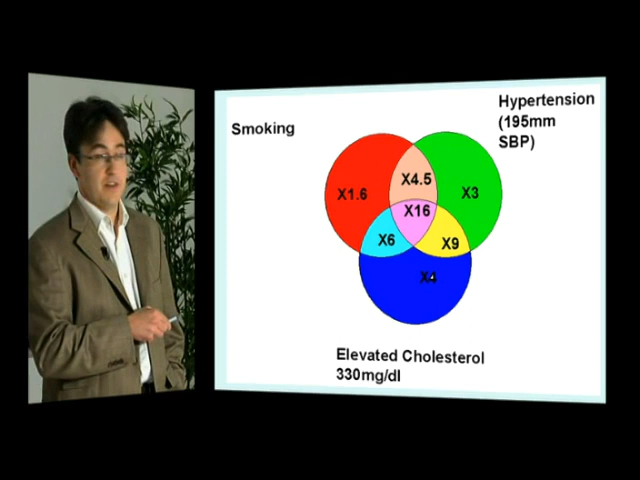 Smoking
Hypertension
(195mm
SBP)
X1.6
X4.5
X3
X16
X6
X9
X4
Elevated Cholesterol
330mg/dl